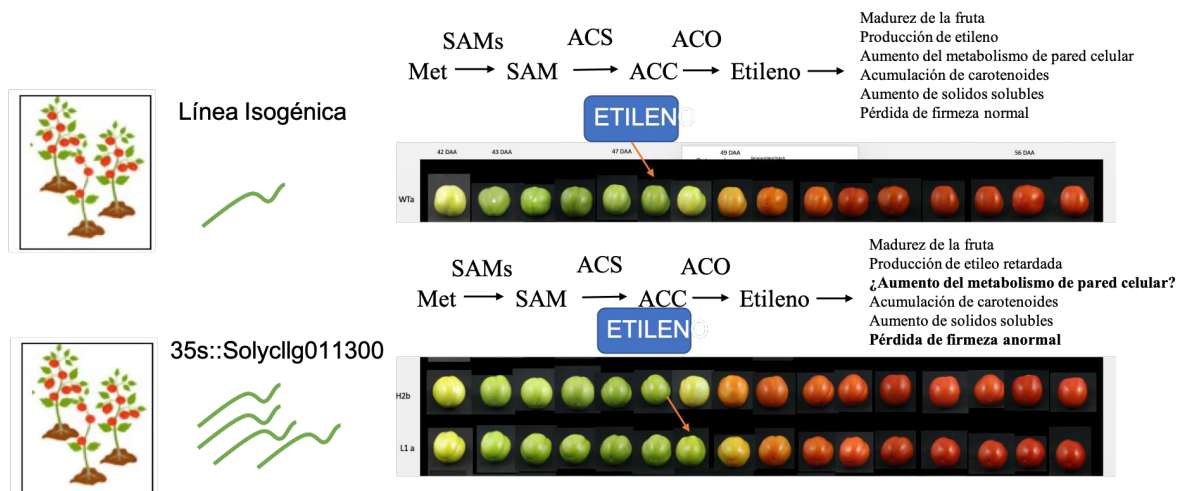 SAMs
ACS
ACO
Met
SAM
ACC
Etileno
Madurez de la fruta
Producción de etileno
Aumento del metabolismo de pared celular
Acumulación de carotenoides
Aumento de solidos solubles
Pérdida de firmeza normal
Línea Isogénica
ETILENO
42 DAA
43 DAA
47 DAA
49 DAA
56 DAA
WTa
SAMs
ACS
ACO
Met
SAM
ACC
Etileno
Madurez de la fruta
Producción de etileo retardada
¿Aumento del metabolismo de pared celular?
Acumulación de carotenoides
Aumento de solidos solubles
Pérdida de firmeza anormal
ETILENO
35s::Solycllg011300
H2b
L1 a